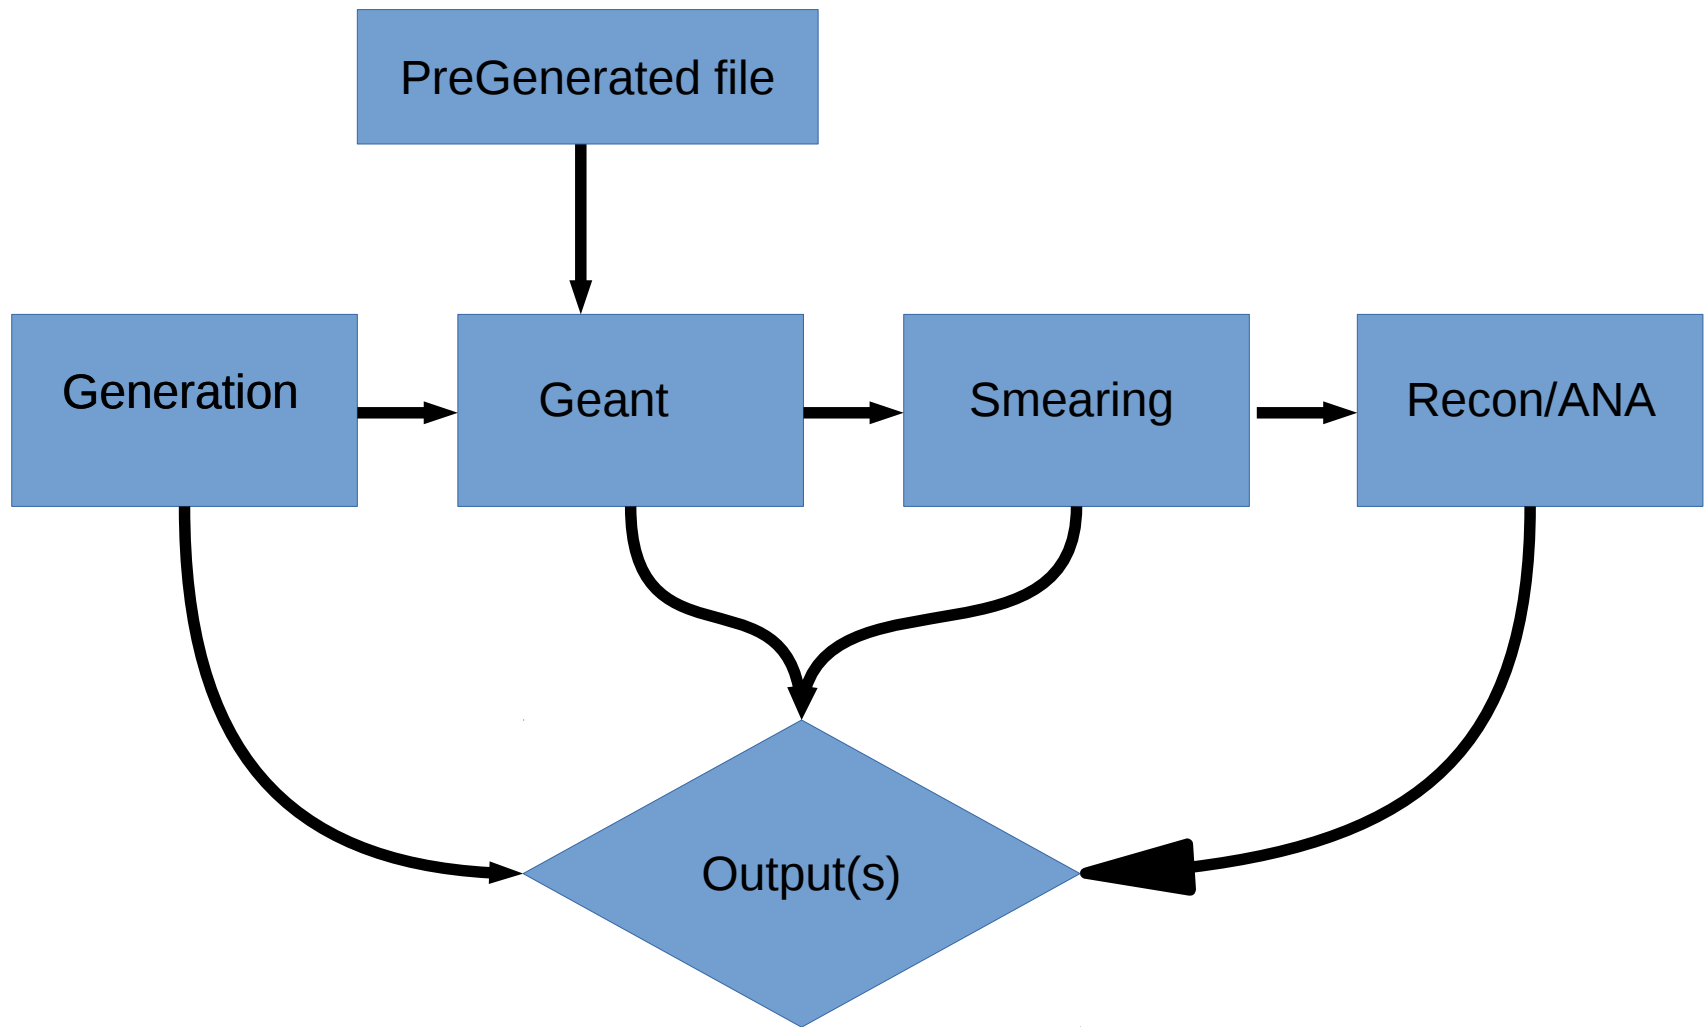 PreGenerated file
Generation
Geant
Smearing
Recon/ANA
Output(s)